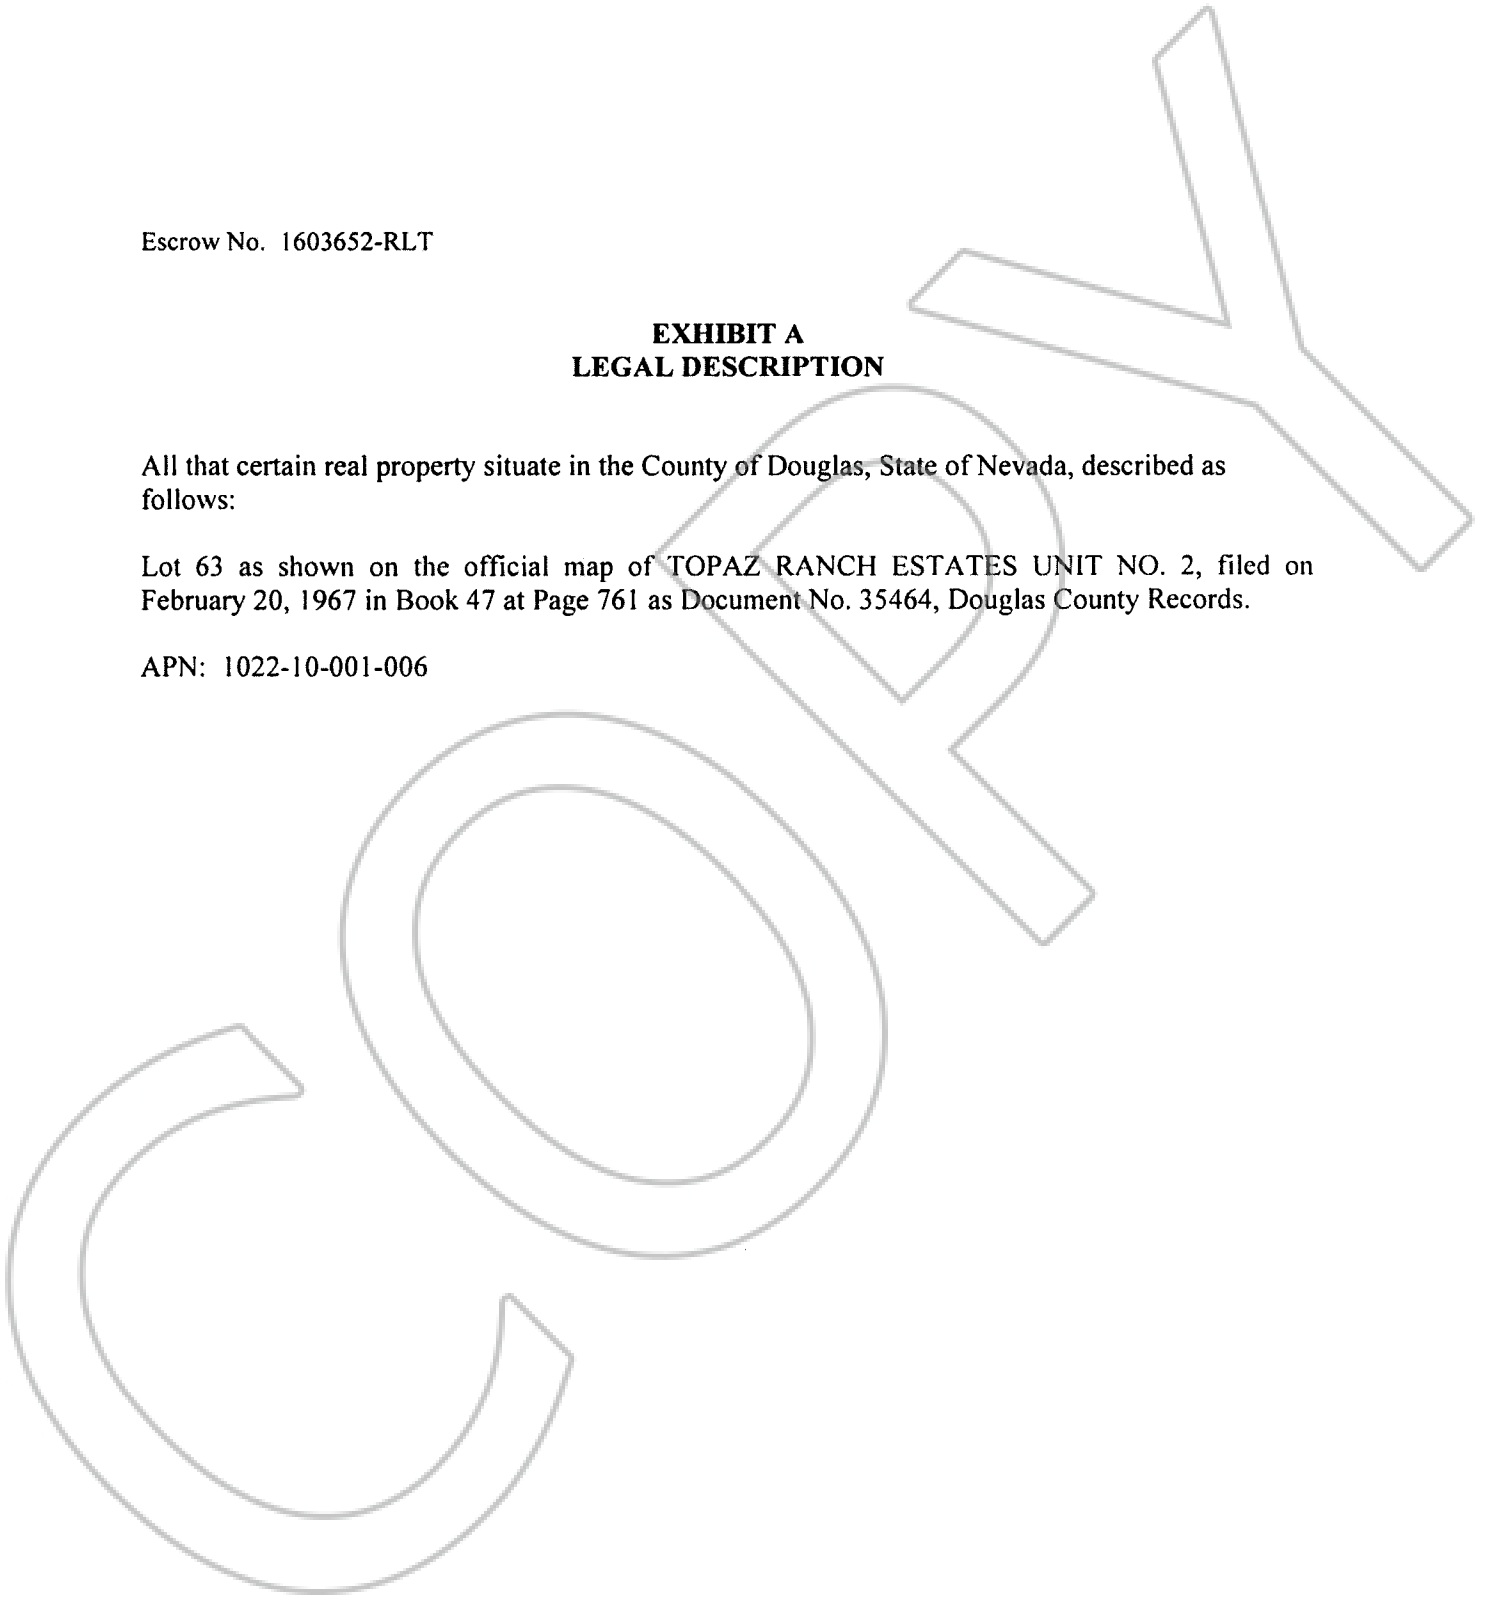 Escrow No. 1603652-RLT
EXHIBIT A
LEGAL DESCRIPTION
All that certain real property situate in the County of Douglas, State of Nevada, described as
follows:
Lot 63 as shown on the official map of TOPAZ RANCH ESTATES UNIT NO. 2, filed on
February 20, 1967 in Book 47 at Page 761 as Document No. 35464, Douglas County Records.
APN: 1022-10-001-006
COPY